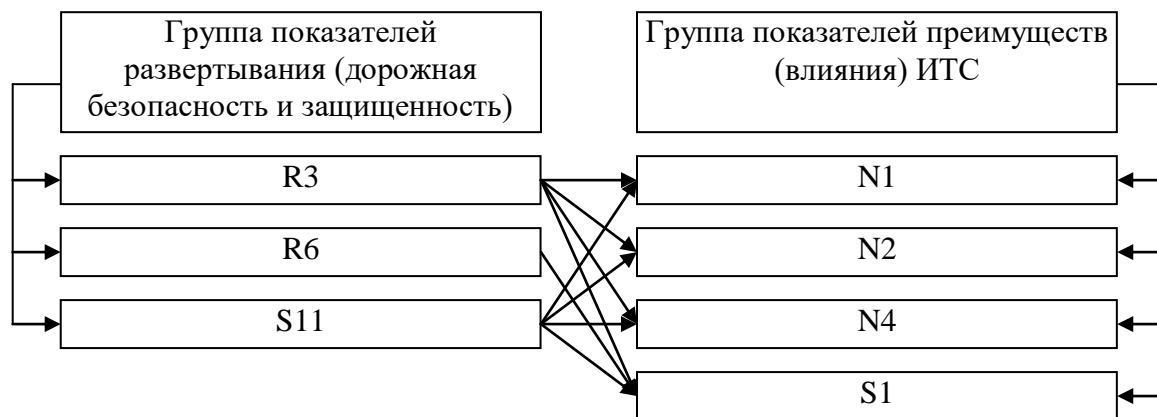 Группа показателей
развертывания (дорожная
безопасность и защищенность)
Группа показателей преимуществ
(влияния) ИТС
R3
N1
R6
N2
S11
N4
S1